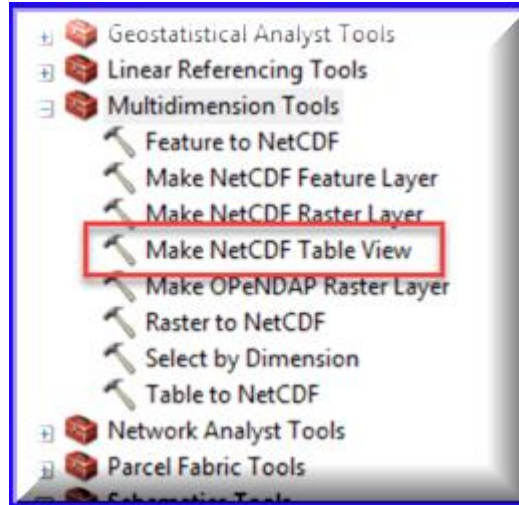 Geostatistical Analyst Tools
Linear Referencing Tools
Multidimension Tools
Feature to NetCDF
Make NetCDF Feature Layer
Make NetCDF Raster Layer
Make NetCDF Table View
Make OPeNDAP Raster Layer
Raster to NetCDF
Select by Dimension
Table to NetCDF
Network Analyst Tools
Parcel Fabric Tools
Schematics Tools